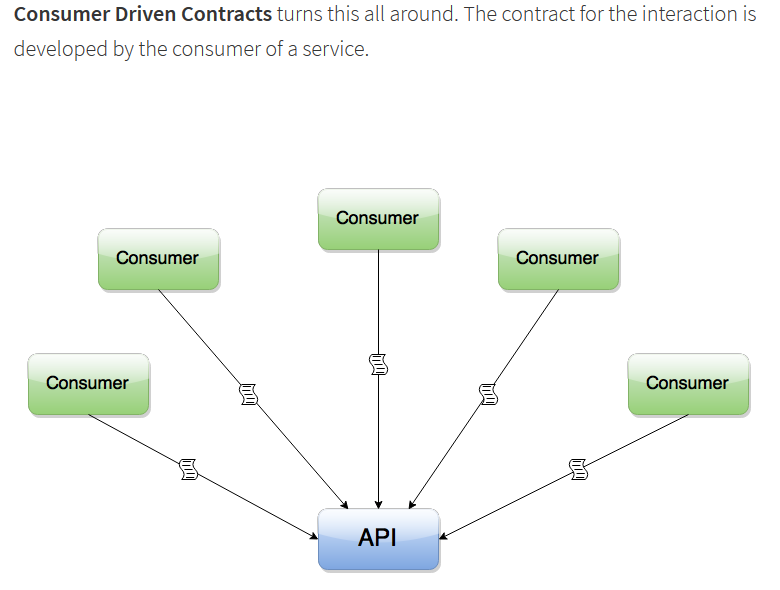 Consumer Driven Contracts turns this all around. The contract for the interaction is
developed by the consumer of a service.
Consumer
Consumer
Consumer
Consumer
Consumer
API